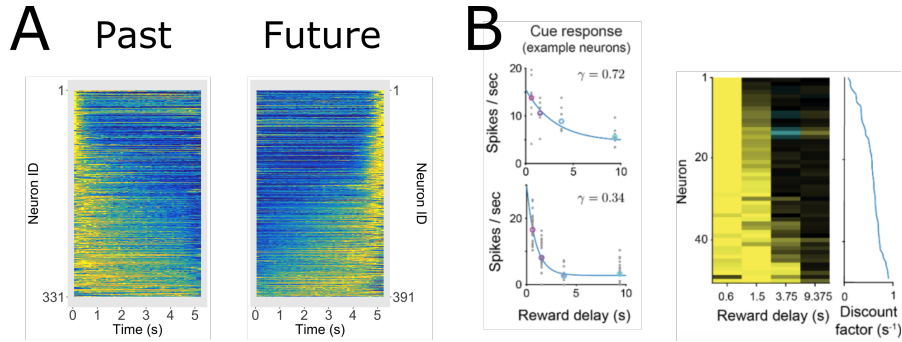 A
Past
Future
Neuron ID
1
331
0 1 2 3 4 5
Time (s)
1
391
Neuron ID
0 1 2 3 4 5
Time (s)
B
Cue response
(example neurons)
Spikes / sec
20
10
0
γ = 0.72
0 5 10
Spikes / sec
20
0
γ = 0.34
0 5 10
Reward delay (s)
Neuron
1
20
40
0.6 1.5 3.75 9.375
Reward delay (s)
0 1
Discount
factor (s⁻¹)